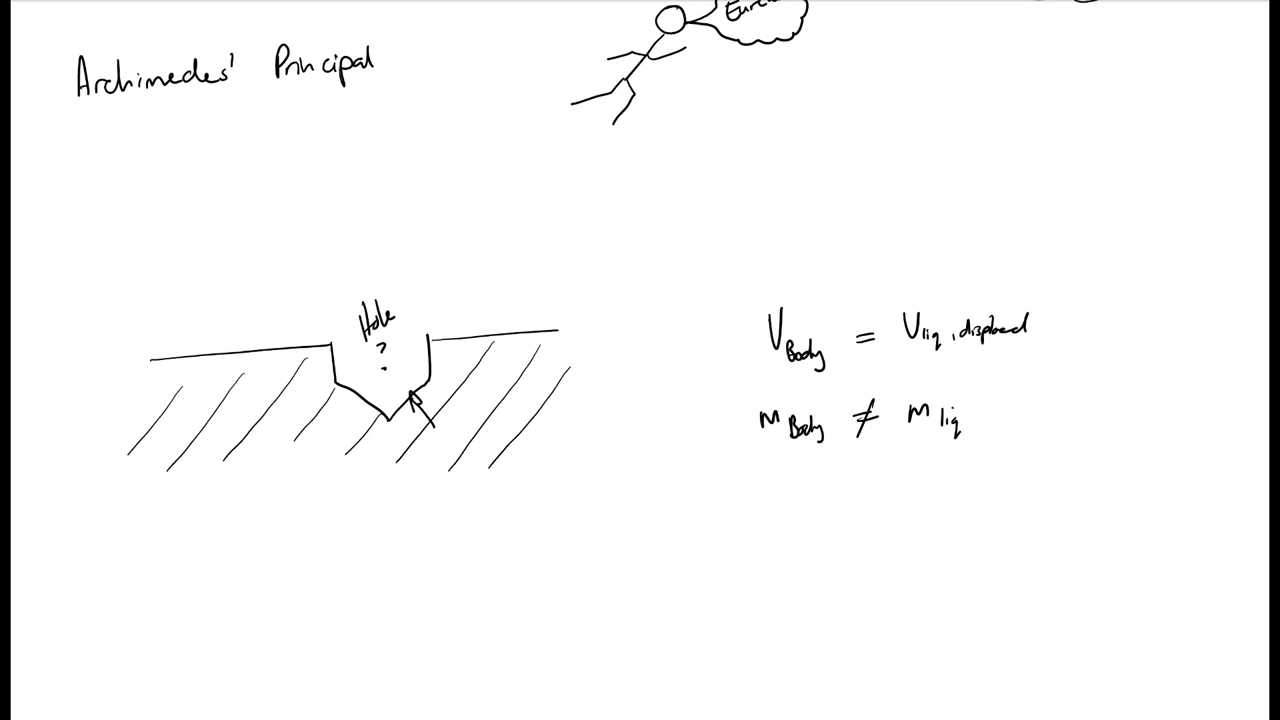 Archimedes' Principal
Hole
?
V Body = V liq, displaced
m Body ≠ m liq